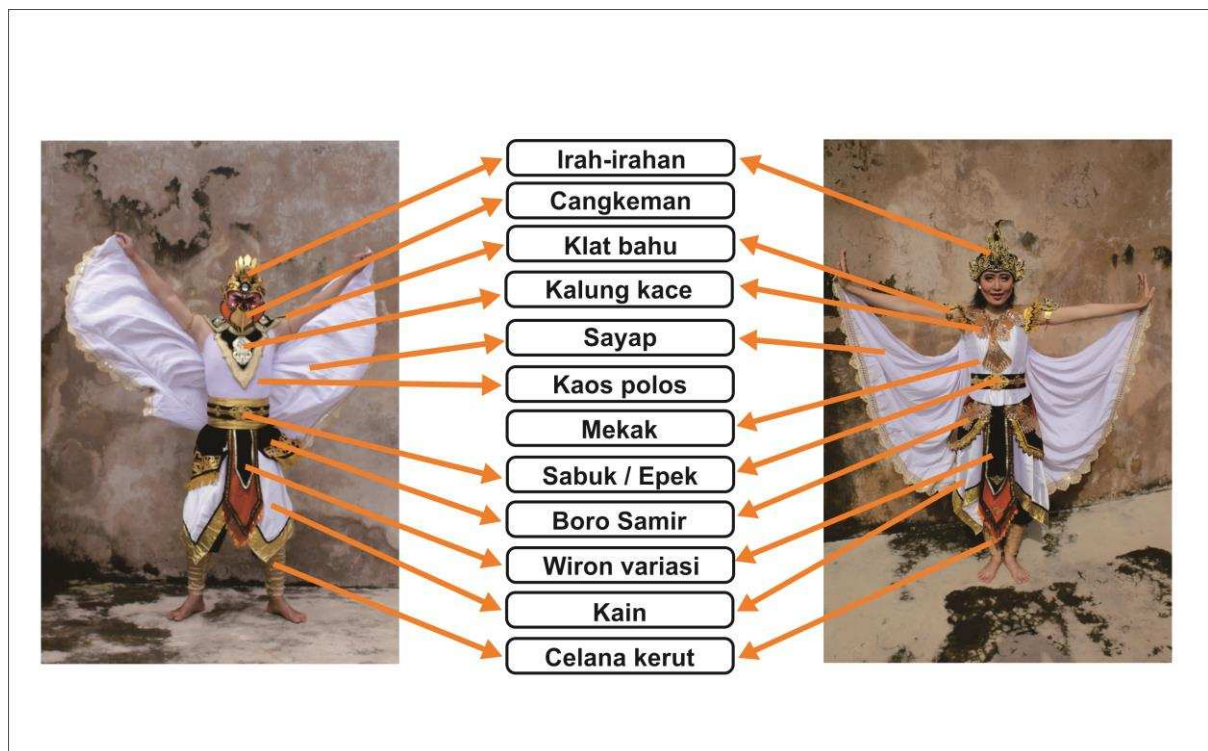 Irah-irahan
Cangkeman
Klat bahu
Kalung kace
Sayap
Kaos polos
Mekak
Sabuk / Epek
Boro Samir
Wiron variasi
Kain
Celana kerut